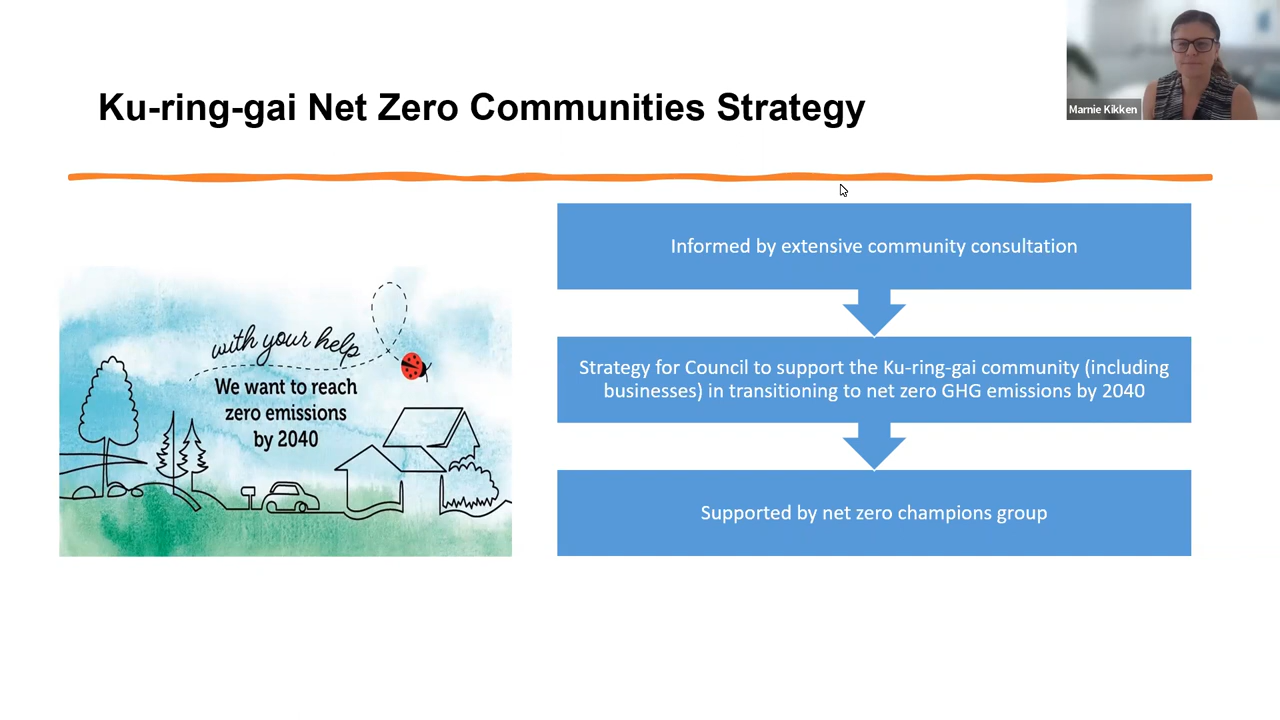 Ku-ring-gai Net Zero Communities Strategy
Marnie Kikken
with your help
We want to reach
zero emissions
by 2040
Informed by extensive community consultation
Strategy for Council to support the Ku-ring-gai community (including
businesses) in transitioning to net zero GHG emissions by 2040
Supported by net zero champions group